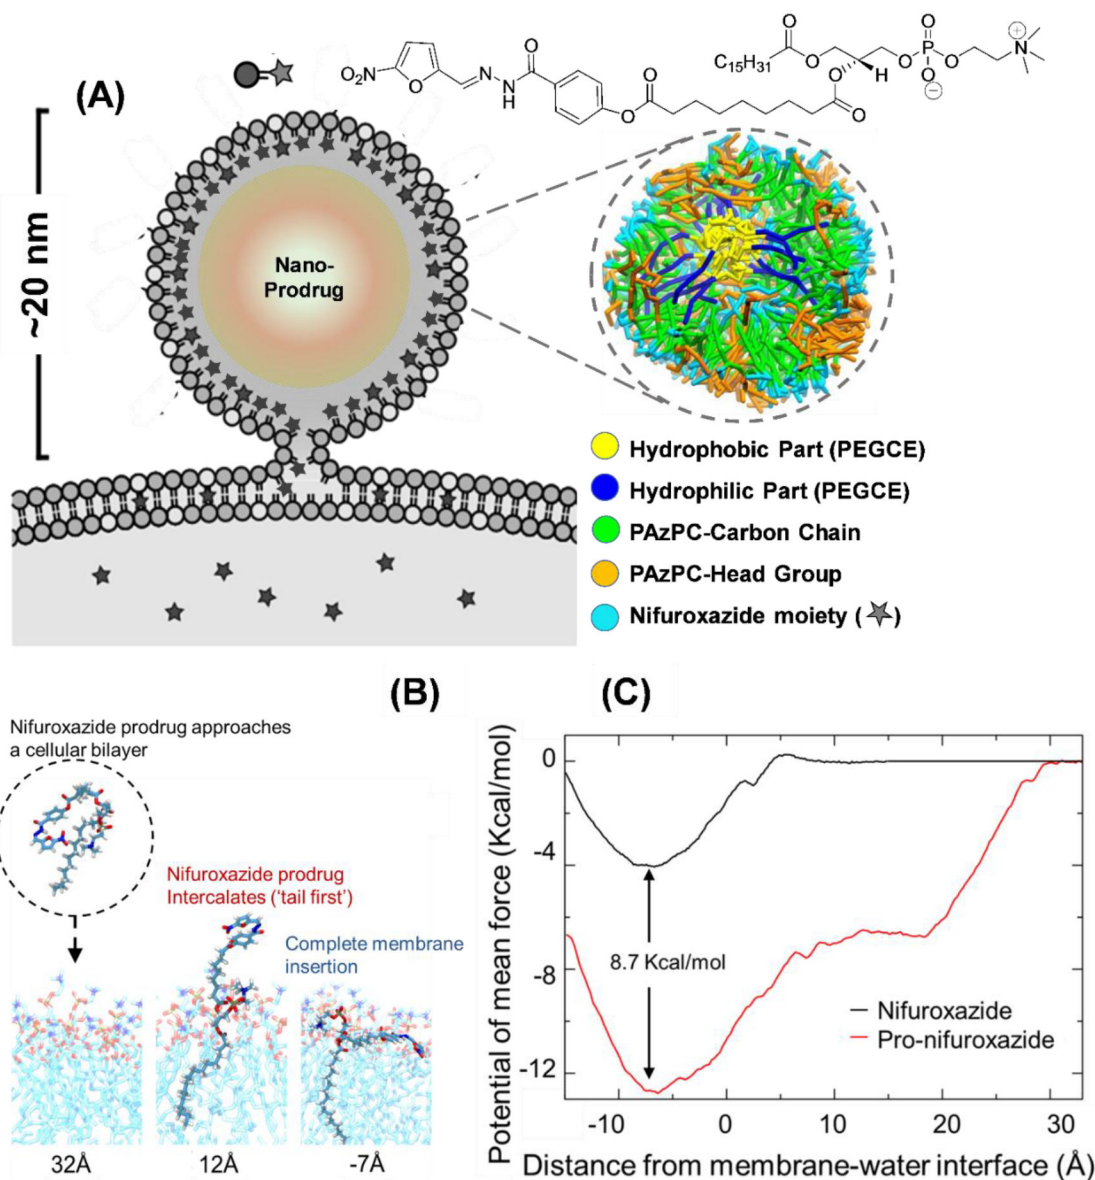 (A)
O₂N
O
N
N
H
O
O
O
O
C₁₅H₃₁
O
O
O
H
O
P
O
O
O
N
⊕
⊖
~20 nm
Nano-
Prodrug
Hydrophobic Part (PEGCE)
Hydrophilic Part (PEGCE)
PAzPC-Carbon Chain
PAzPC-Head Group
Nifuroxazide moiety ( )
(B)
Nifuroxazide prodrug approaches
a cellular bilayer
Nifuroxazide prodrug
Intercalates (‘tail first’)
Complete membrane
insertion
32Å
12Å
-7Å
(C)
Potential of mean force (Kcal/mol)
0
-4
-8
-12
8.7 Kcal/mol
Nifuroxazide
Pro-nifuroxazide
-10
0
10
20
30
Distance from membrane-water interface (Å)